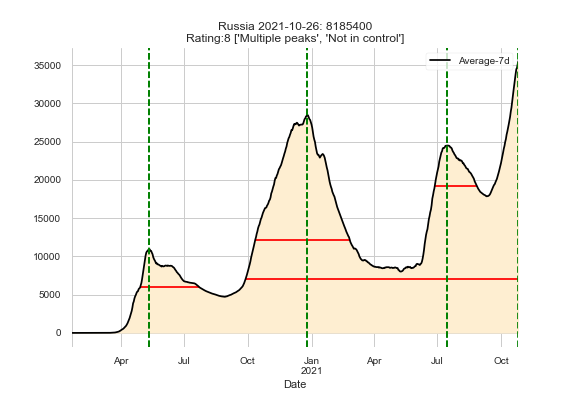 Russia 2021-10-26: 8185400
Rating:8 ['Multiple peaks', 'Not in control']
Average-7d
35000
30000
25000
20000
15000
10000
5000
0
Apr Jul Oct Jan Apr Jul Oct
2021
Date